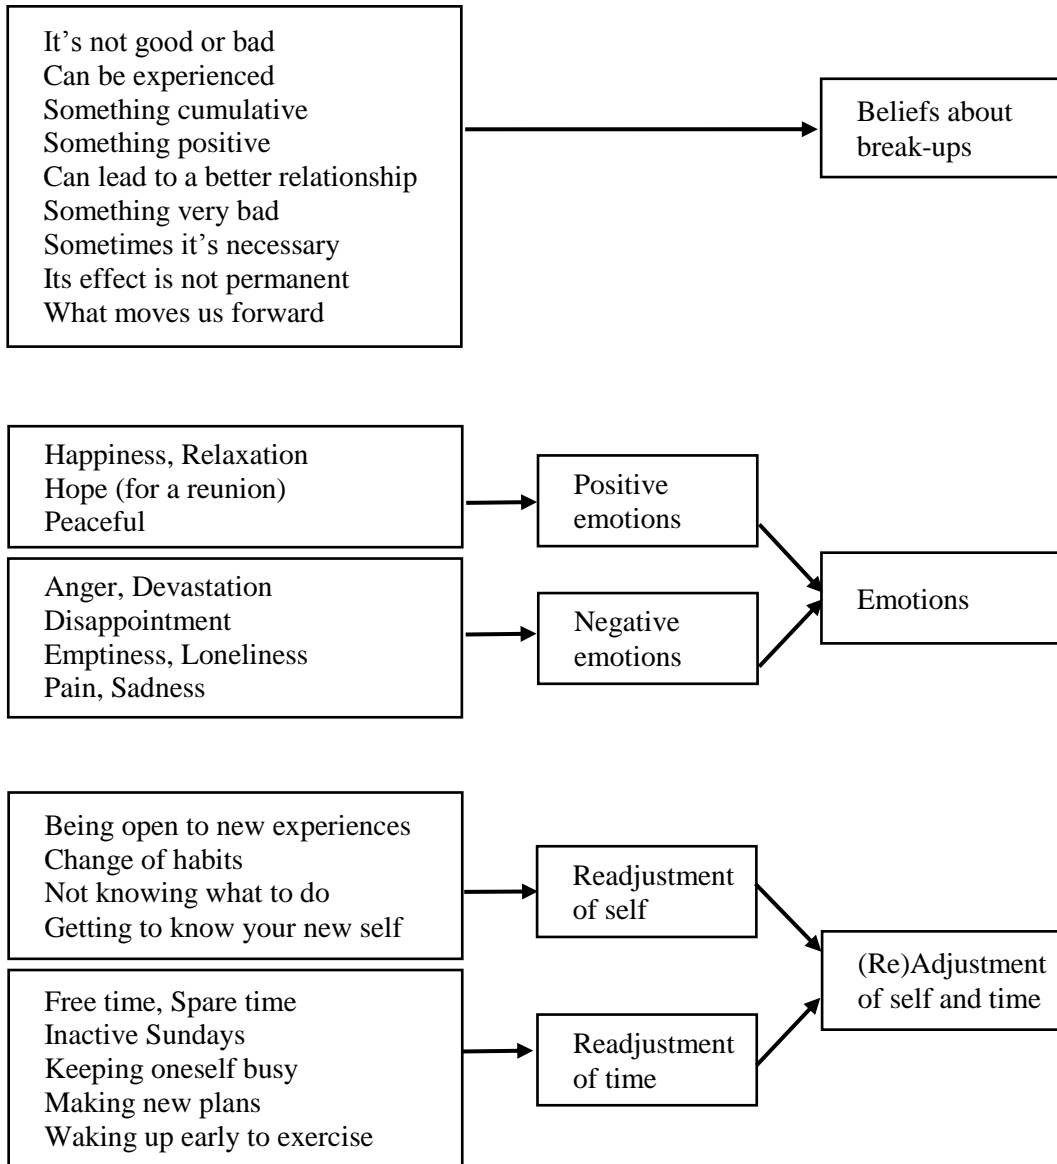 It’s not good or bad
Can be experienced
Something cumulative
Something positive
Can lead to a better relationship
Something very bad
Sometimes it’s necessary
Its effect is not permanent
What moves us forward
Beliefs about
break-ups
Happiness, Relaxation
Hope (for a reunion)
Peaceful
Positive
emotions
Anger, Devastation
Disappointment
Emptiness, Loneliness
Pain, Sadness
Negative
emotions
Emotions
Being open to new experiences
Change of habits
Not knowing what to do
Getting to know your new self
Readjustment
of self
Free time, Spare time
Inactive Sundays
Keeping oneself busy
Making new plans
Waking up early to exercise
Readjustment
of time
(Re)Adjustment
of self and time